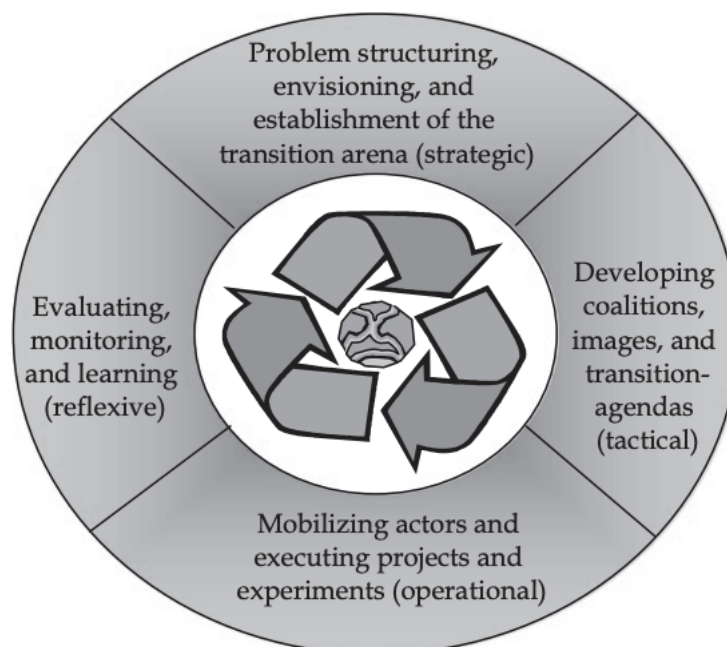 Problem structuring,
envisioning, and
establishment of the
transition arena (strategic)
Developing
coalitions,
images, and
transition-
agendas
(tactical)
Mobilizing actors and
executing projects and
experiments (operational)
Evaluating,
monitoring,
and learning
(reflexive)